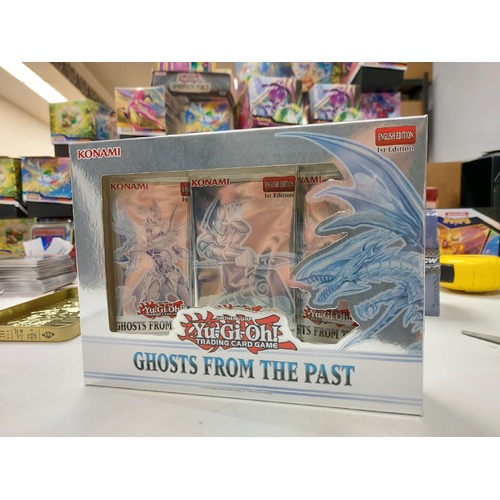 KONAMI
ENGLISH EDITION
1st Edition
KONAMI
KONAMI
ENGLISH EDITION
1st Edition
GHOSTS FROM
STS FROM THE
Yu-Gi-Oh!
TRADING CARD GAME
GHOSTS FROM THE PAST